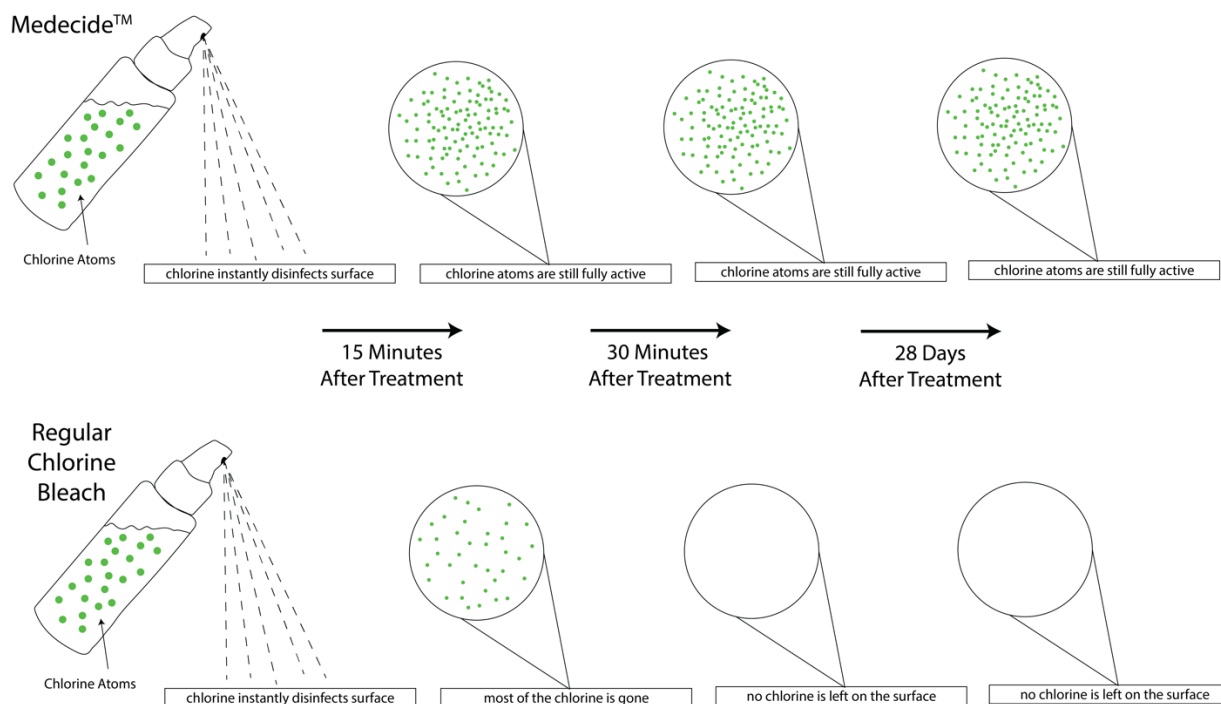 Medecide™
Chlorine Atoms
chlorine instantly disinfects surface
chlorine atoms are still fully active
chlorine atoms are still fully active
chlorine atoms are still fully active
15 Minutes
After Treatment
30 Minutes
After Treatment
28 Days
After Treatment
Regular
Chlorine
Bleach
Chlorine Atoms
chlorine instantly disinfects surface
most of the chlorine is gone
no chlorine is left on the surface
no chlorine is left on the surface